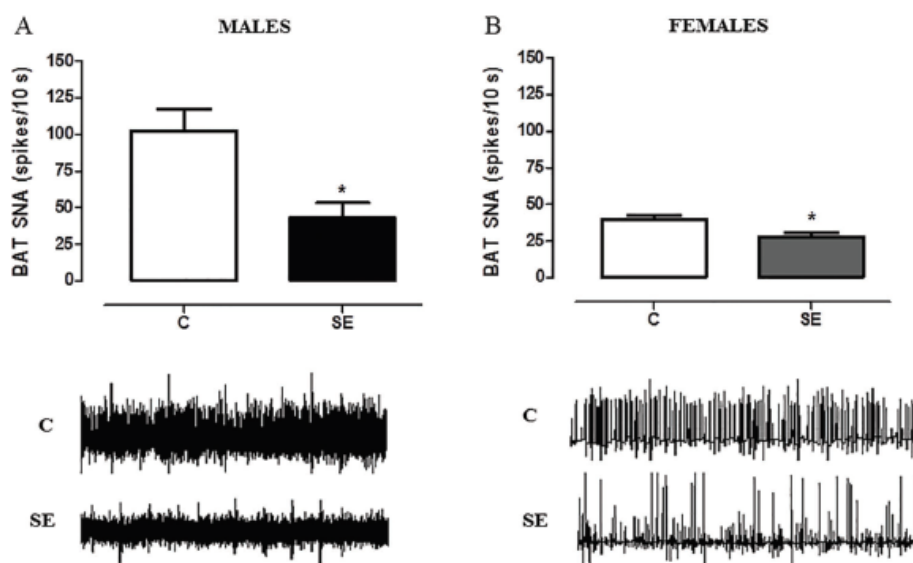 A MALES
BAT SNA (spikes/10 s)
150
125
100
75
50
25
0
*
C SE
C
SE
B FEMALES
BAT SNA (spikes/10 s)
150
125
100
75
50
25
0
*
C SE
C
SE